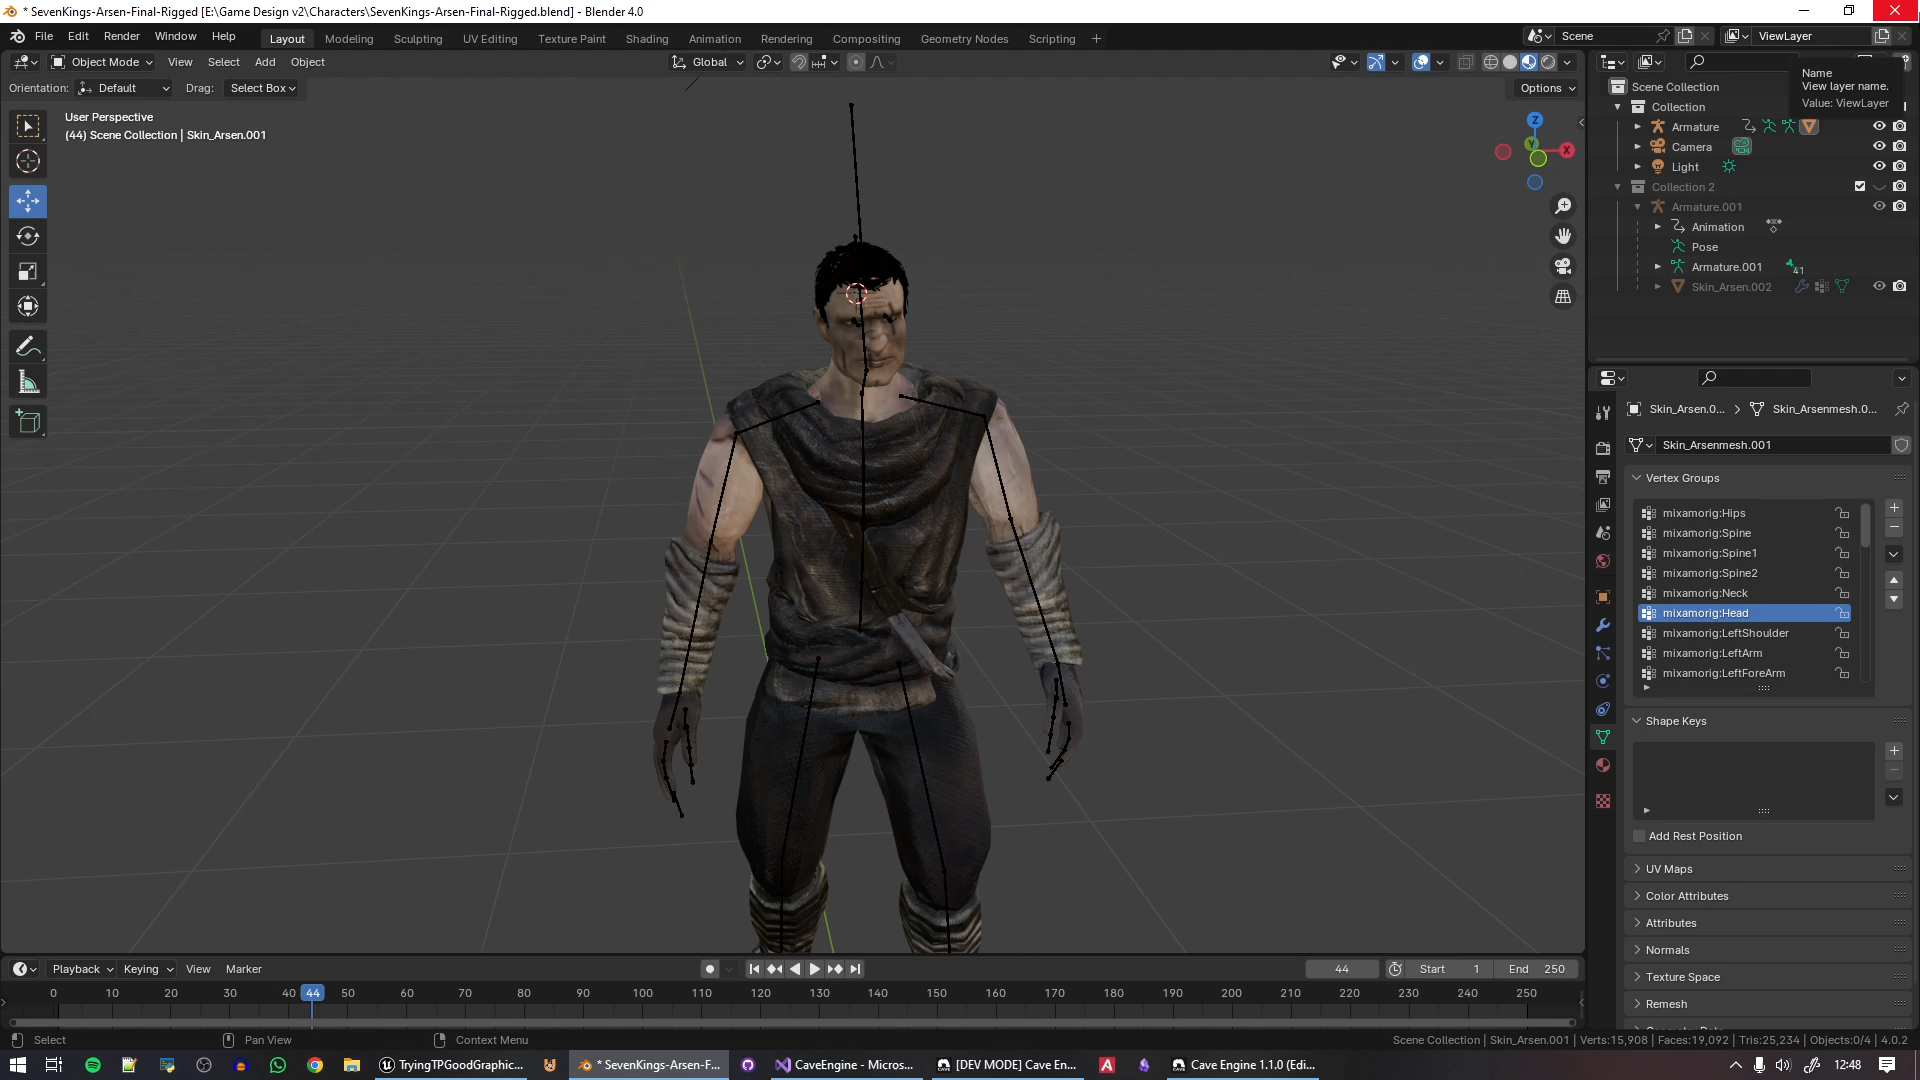 * SevenKings-Arsen-Final-Rigged [E:\Game Design v2\Characters\SevenKings-Arsen-Final-Rigged.blend] - Blender 4.0
File Edit Render Window Help Layout Modeling Sculpting UV Editing Texture Paint Shading Animation Rendering Compositing Geometry Nodes Scripting + Scene ViewLayer
Object Mode View Select Add Object Global
Orientation: Default Drag: Select Box Options
User Perspective
(44) Scene Collection | Skin_Arsen.001
Z
Y
X
Name
View layer name.
Value: ViewLayer
Scene Collection
Collection
Armature
Camera
Light
Collection 2
Armature.001
Animation
Pose
Armature.001 41
Skin_Arsen.002
Skin_Arsen.0... > Skin_Arsenmesh.0...
Skin_Arsenmesh.001
Vertex Groups
mixamorig:Hips
mixamorig:Spine
mixamorig:Spine1
mixamorig:Spine2
mixamorig:Neck
mixamorig:Head
mixamorig:LeftShoulder
mixamorig:LeftArm
mixamorig:LeftForeArm
Shape Keys
Add Rest Position
UV Maps
Color Attributes
Attributes
Normals
Texture Space
Remesh
Playback Keying View Marker 44 Start 1 End 250
0 10 20 30 40 44 50 60 70 80 90 100 110 120 130 140 150 160 170 180 190 200 210 220 230 240 250
Select Pan View Context Menu Scene Collection | Skin_Arsen.001 | Verts:15,908 | Faces:19,092 | Tris:25,234 | Objects:0/4 | 4.0.2
TryingTPGoodGraphic... * SevenKings-Arsen-F... CaveEngine - Micros... [DEV MODE] Cave En... Cave Engine 1.1.0 (Edi... 12:48